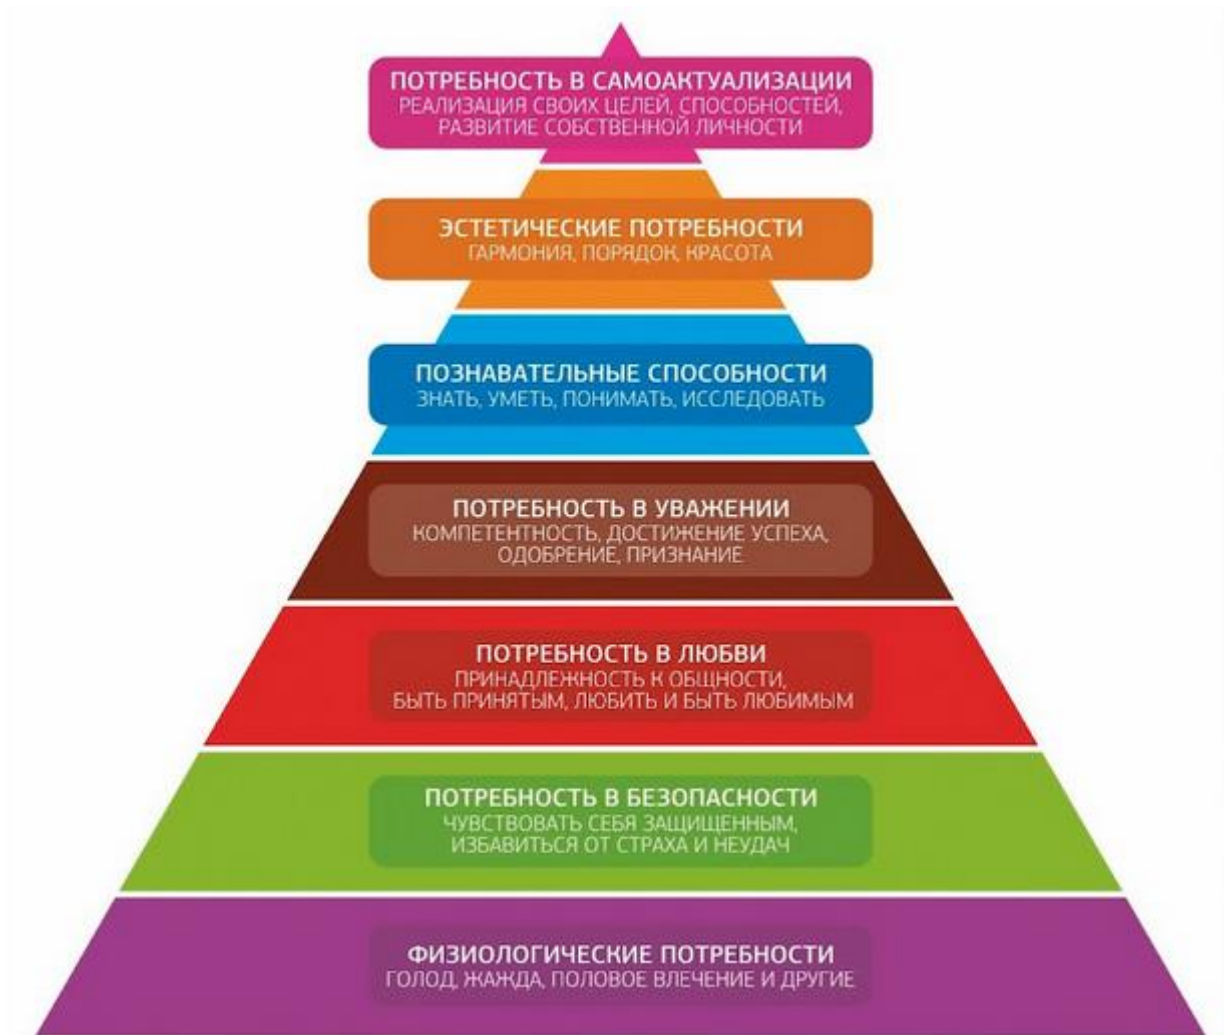 ПОТРЕБНОСТЬ В САМОАКТУАЛИЗАЦИИ
РЕАЛИЗАЦИЯ СВОИХ ЦЕЛЕЙ, СПОСОБНОСТЕЙ,
РАЗВИТИЕ СОБСТВЕННОЙ ЛИЧНОСТИ
ЭСТЕТИЧЕСКИЕ ПОТРЕБНОСТИ
ГАРМОНИЯ, ПОРЯДОК, КРАСОТА
ПОЗНАВАТЕЛЬНЫЕ СПОСОБНОСТИ
ЗНАТЬ, УМЕТЬ, ПОНИМАТЬ, ИССЛЕДОВАТЬ
ПОТРЕБНОСТЬ В УВАЖЕНИИ
КОМПЕТЕНТНОСТЬ, ДОСТИЖЕНИЕ УСПЕХА,
ОДОБРЕНИЕ, ПРИЗНАНИЕ
ПОТРЕБНОСТЬ В ЛЮБВИ
ПРИНАДЛЕЖНОСТЬ К ОБЩНОСТИ,
БЫТЬ ПРИНЯТЫМ, ЛЮБИТЬ И БЫТЬ ЛЮБИМЫМ
ПОТРЕБНОСТЬ В БЕЗОПАСНОСТИ
ЧУВСТВОВАТЬ СЕБЯ ЗАЩИЩЕННЫМ,
ИЗБАВИТЬСЯ ОТ СТРАХА И НЕУДАЧ
ФИЗИОЛОГИЧЕСКИЕ ПОТРЕБНОСТИ
ГОЛОД, ЖАЖДА, ПОЛОВОЕ ВЛЕЧЕНИЕ И ДРУГИЕ